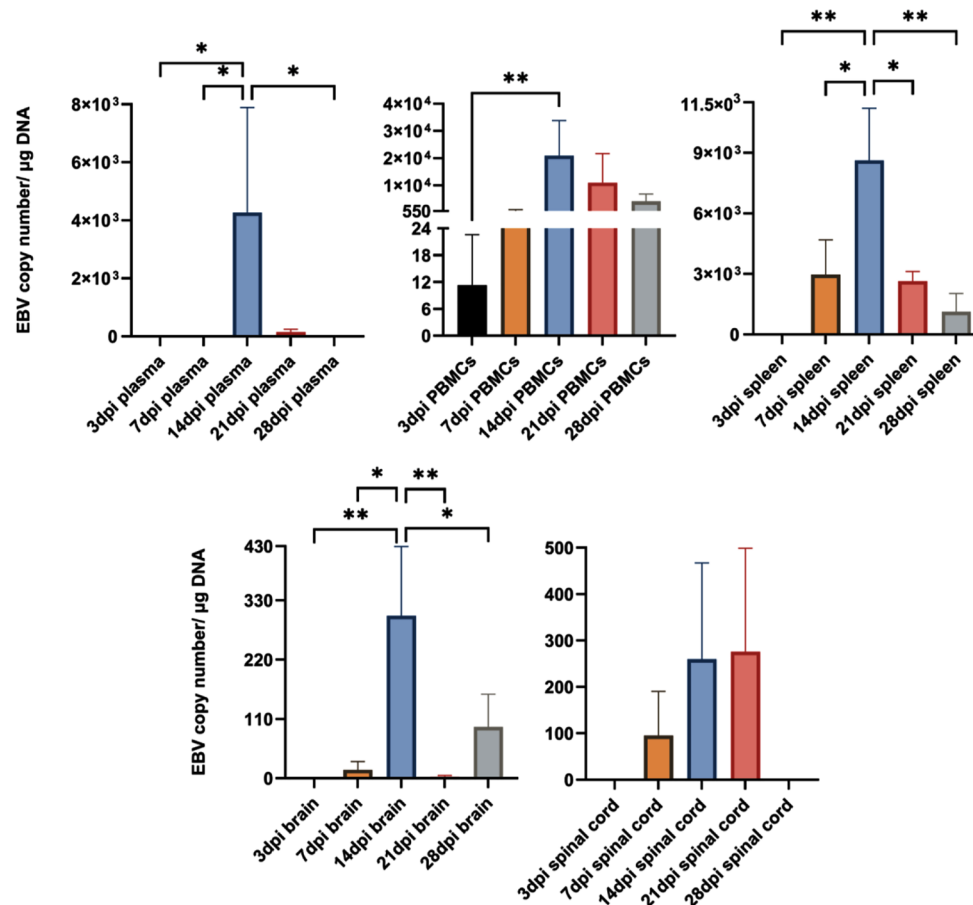 EBV copy number/ µg DNA
* * *
8×10³
6×10³
4×10³
2×10³
0
3dpi plasma
7dpi plasma
14dpi plasma
21dpi plasma
28dpi plasma
**
4×10⁴
3×10⁴
2×10⁴
1×10⁴
550
24
18
12
6
0
3dpi PBMCs
7dpi PBMCs
14dpi PBMCs
21dpi PBMCs
28dpi PBMCs
** **
* *
11.5×0³
9×10³
6×10³
3×10³
0
3dpi spleen
7dpi spleen
14dpi spleen
21dpi spleen
28dpi spleen
EBV copy number/ µg DNA
* **
** *
430
330
220
110
0
3dpi brain
7dpi brain
14dpi brain
21dpi brain
28dpi brain
500
400
300
200
100
0
3dpi spinal cord
7dpi spinal cord
14dpi spinal cord
21dpi spinal cord
28dpi spinal cord